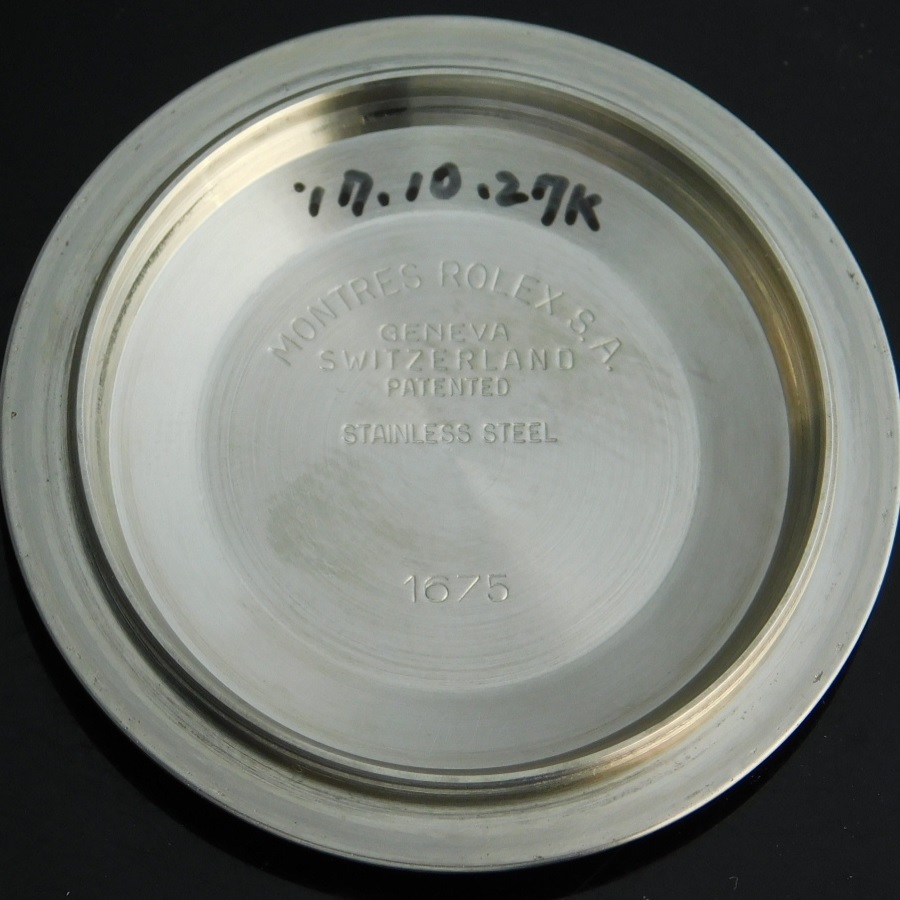 '17.10.27K
MONTRES ROLEX S.A.
GENEVA
SWITZERLAND
PATENTED
STAINLESS STEEL
1675